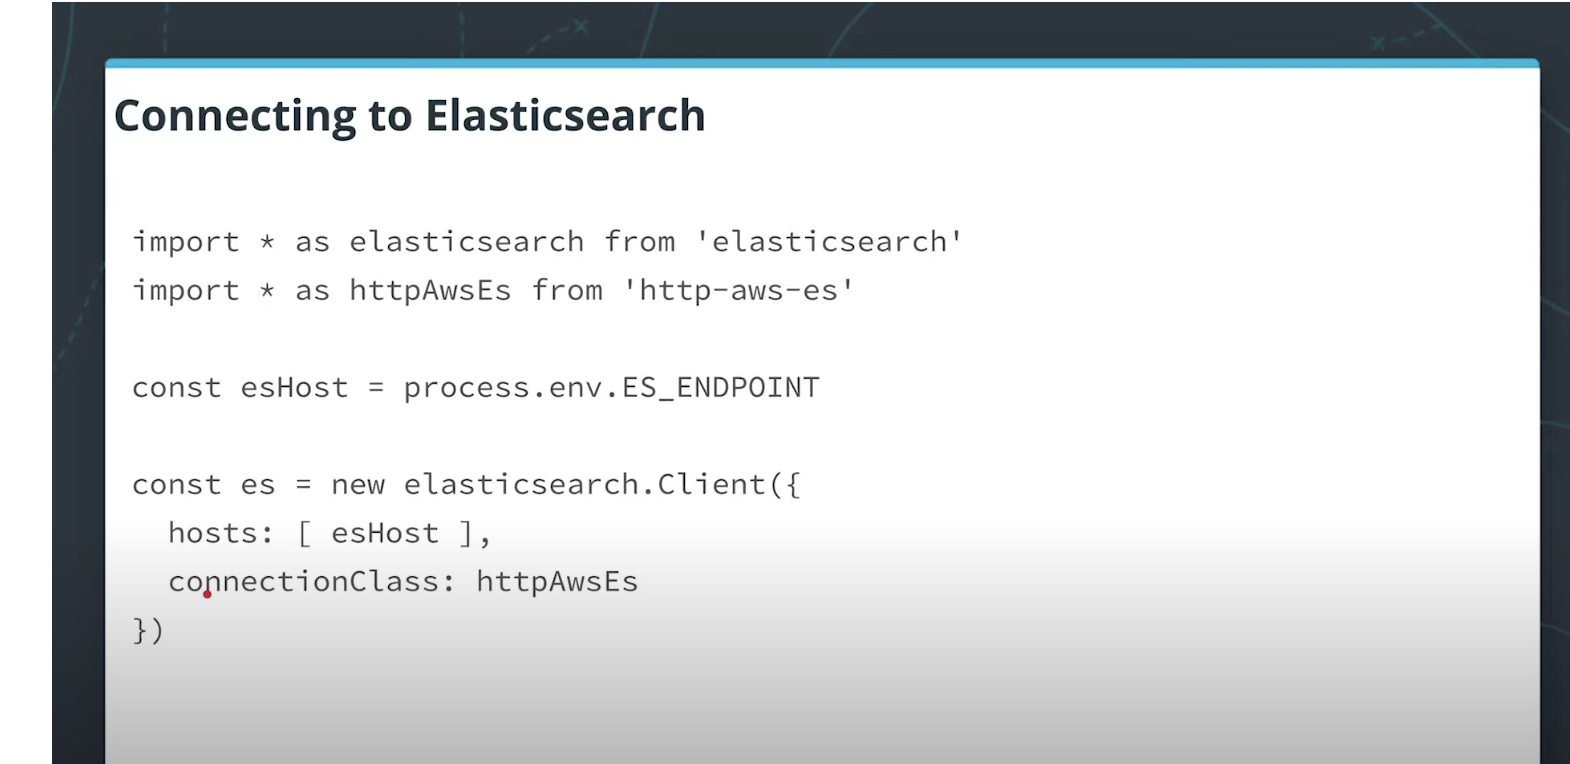 Connecting to Elasticsearch
import * as elasticsearch from 'elasticsearch'
import * as httpAwsEs from 'http-aws-es'
const esHost = process.env.ES_ENDPOINT
const es = new elasticsearch.Client({
hosts: [ esHost ],
connectionClass: httpAwsEs
})